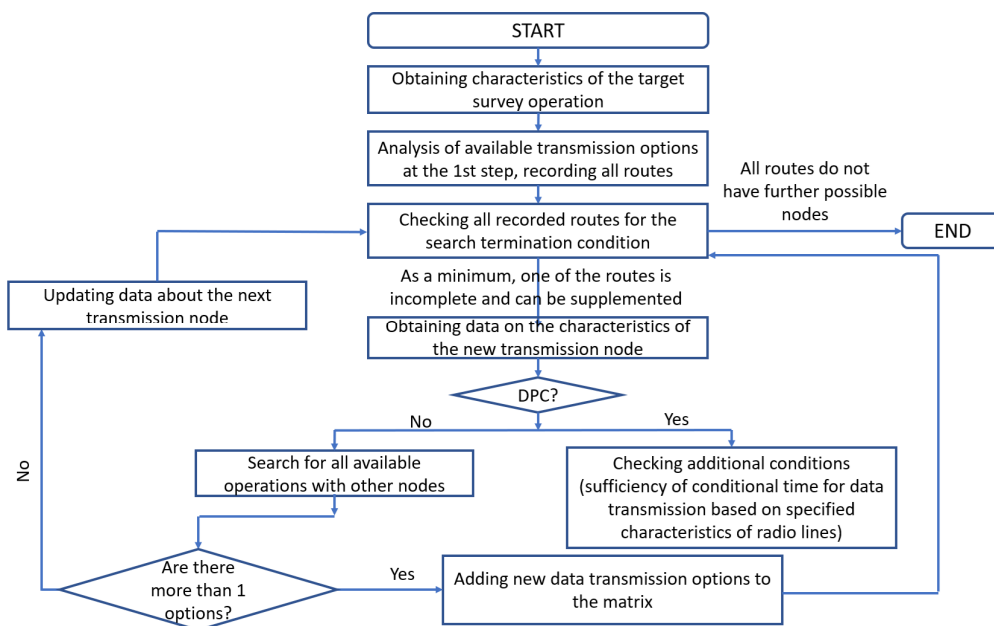 START
Obtaining characteristics of the target
survey operation
Analysis of available transmission options
at the 1st step, recording all routes
All routes do not
have further possible
nodes
Checking all recorded routes for the
search termination condition
END
As a minimum, one of the routes is
incomplete and can be supplemented
Updating data about the next
transmission node
Obtaining data on the characteristics of
the new transmission node
DPC?
No
Yes
Search for all available
operations with other nodes
Checking additional conditions
(sufficiency of conditional time for data
transmission based on specified
characteristics of radio lines)
No
Are there
more than 1
options?
Yes
Adding new data transmission options to
the matrix